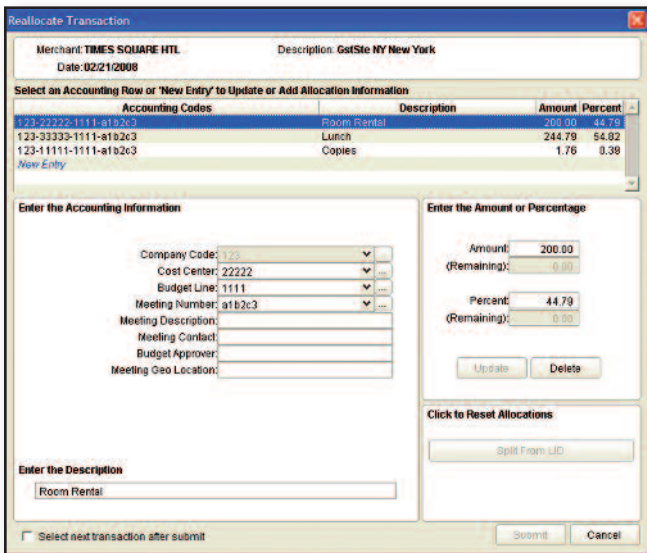 Reallocate Transaction
Merchant: TIMES SQUARE HTL Description: GstSte NY New York
Date: 02/21/2008
Select an Accounting Row or 'New Entry' to Update or Add Allocation Information
Accounting Codes Description Amount Percent
123-22222-1111-a1b2c3 Room Rental 200.00 44.79
123-33333-1111-a1b2c3 Lunch 244.79 54.82
123-11111-1111-a1b2c3 Copies 1.76 0.39
New Entry
Enter the Accounting Information
Company Code: 123
Cost Center: 22222 ...
Budget Line: 1111 ...
Meeting Number: a1b2c3 ...
Meeting Description:
Meeting Contact:
Budget Approver:
Meeting Geo Location:
Enter the Description
Room Rental
Enter the Amount or Percentage
Amount: 200.00
(Remaining): 0.00
Percent: 44.79
(Remaining): 0.00
Update Delete
Click to Reset Allocations
Split From LID
Select next transaction after submit
Submit Cancel